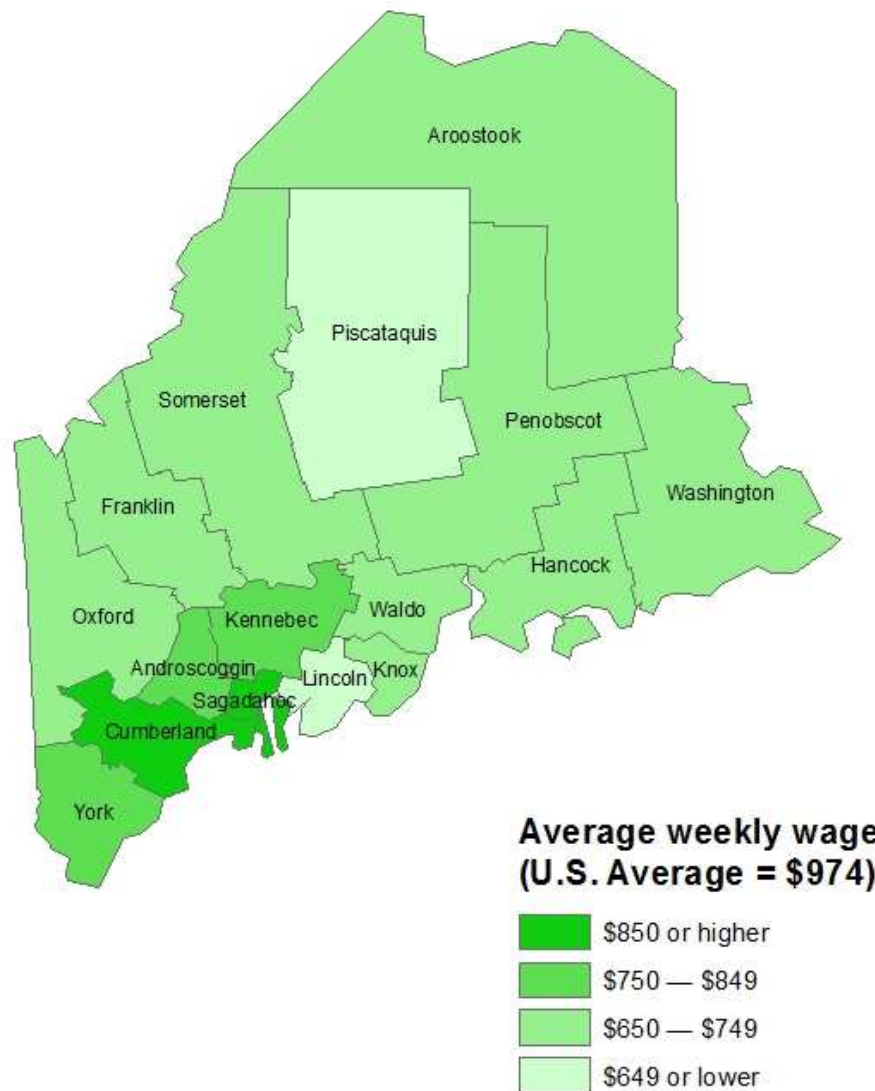 Aroostook
Piscataquis
Somerset
Penobscot
Washington
Franklin
Hancock
Oxford
Kennebec
Waldo
Androscoggin
Lincoln
Knox
Sagadahoc
Cumberland
York
Average weekly wage
(U.S. Average = $974)
$850 or higher
$750 — $849
$650 — $749
$649 or lower